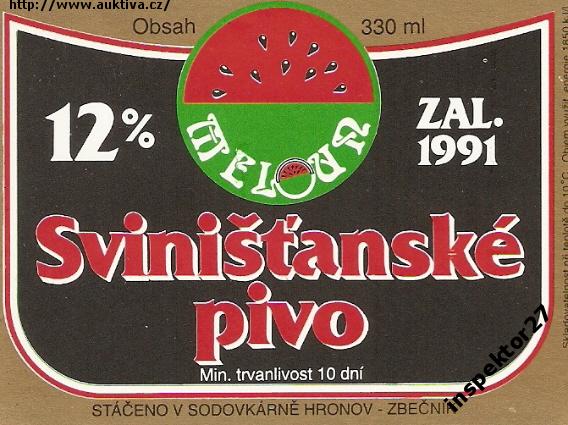 http://www.auktiva.cz/
Obsah 330 ml
12%
MELOUN
ZAL.
1991
Svinišťanské
pivo
Min. trvanlivost 10 dní
STÁČENO V SODOVKÁRNĚ HRONOV - ZBEČNÍK
inspektor27